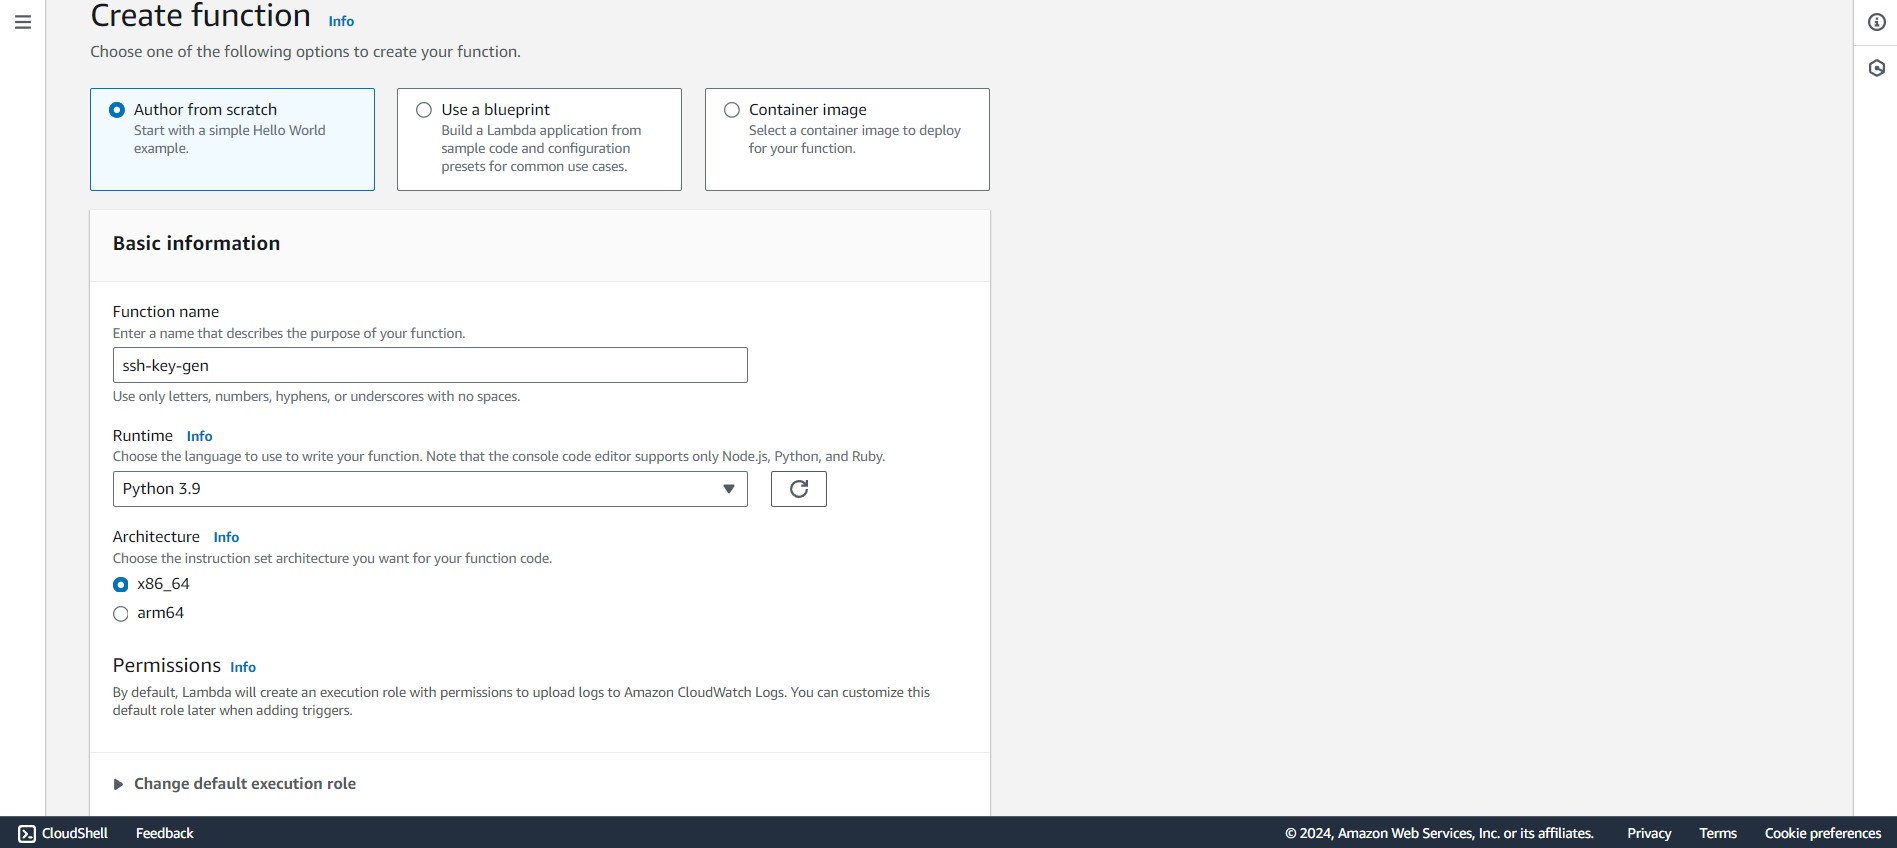 Create function Info
Choose one of the following options to create your function.
Author from scratch
Start with a simple Hello World
example.
Use a blueprint
Build a Lambda application from
sample code and configuration
presets for common use cases.
Container image
Select a container image to deploy
for your function.
Basic information
Function name
Enter a name that describes the purpose of your function.
ssh-key-gen
Use only letters, numbers, hyphens, or underscores with no spaces.
Runtime Info
Choose the language to use to write your function. Note that the console code editor supports only Node.js, Python, and Ruby.
Python 3.9
Architecture Info
Choose the instruction set architecture you want for your function code.
x86_64
arm64
Permissions Info
By default, Lambda will create an execution role with permissions to upload logs to Amazon CloudWatch Logs. You can customize this
default role later when adding triggers.
Change default execution role
CloudShell Feedback © 2024, Amazon Web Services, Inc. or its affiliates. Privacy Terms Cookie preferences